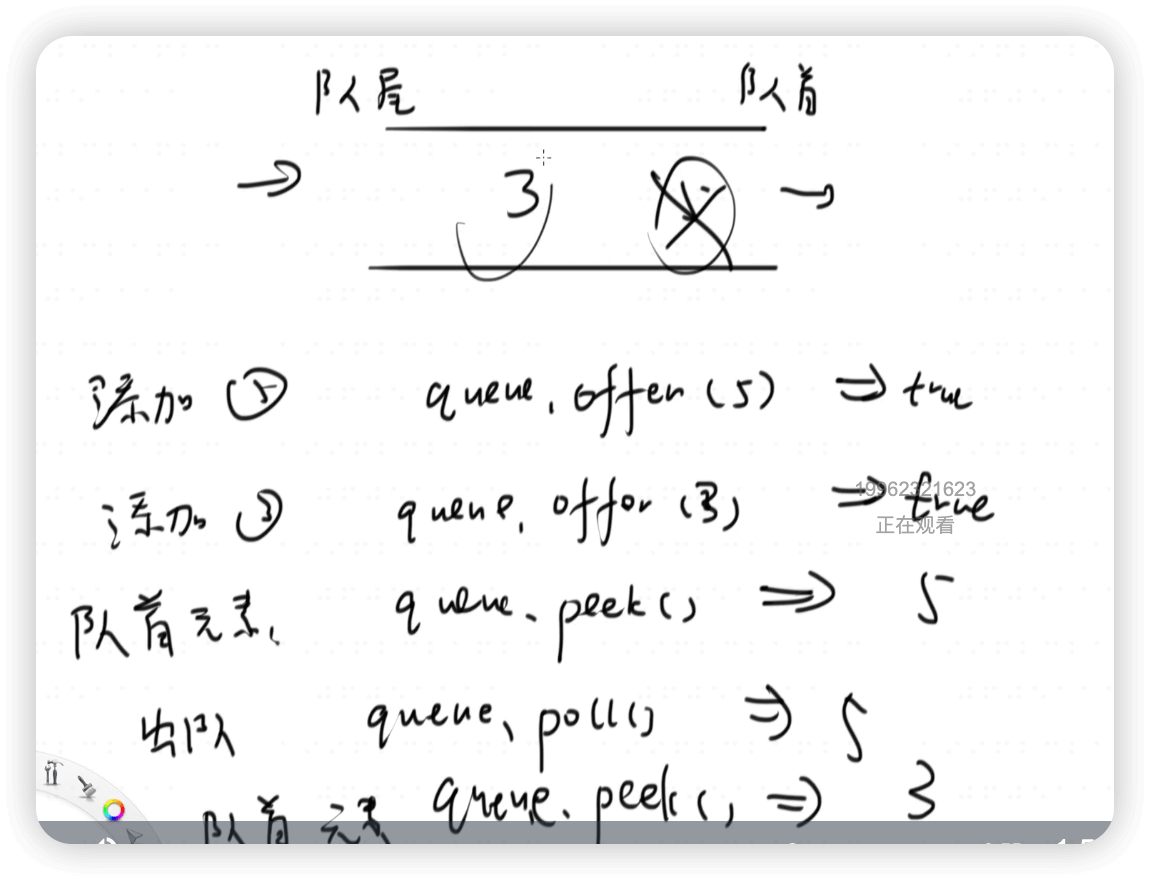 队尾 队首
→ 3 5 →
添加 ⑤ queue.offer(5) ⇒ true
添加 ③ queue.offer(3) ⇒ true
19962321623
正在观看
队首元素 queue.peek() ⇒ 5
出队 queue.poll() ⇒ 5
队首元素 queue.peek() ⇒ 3